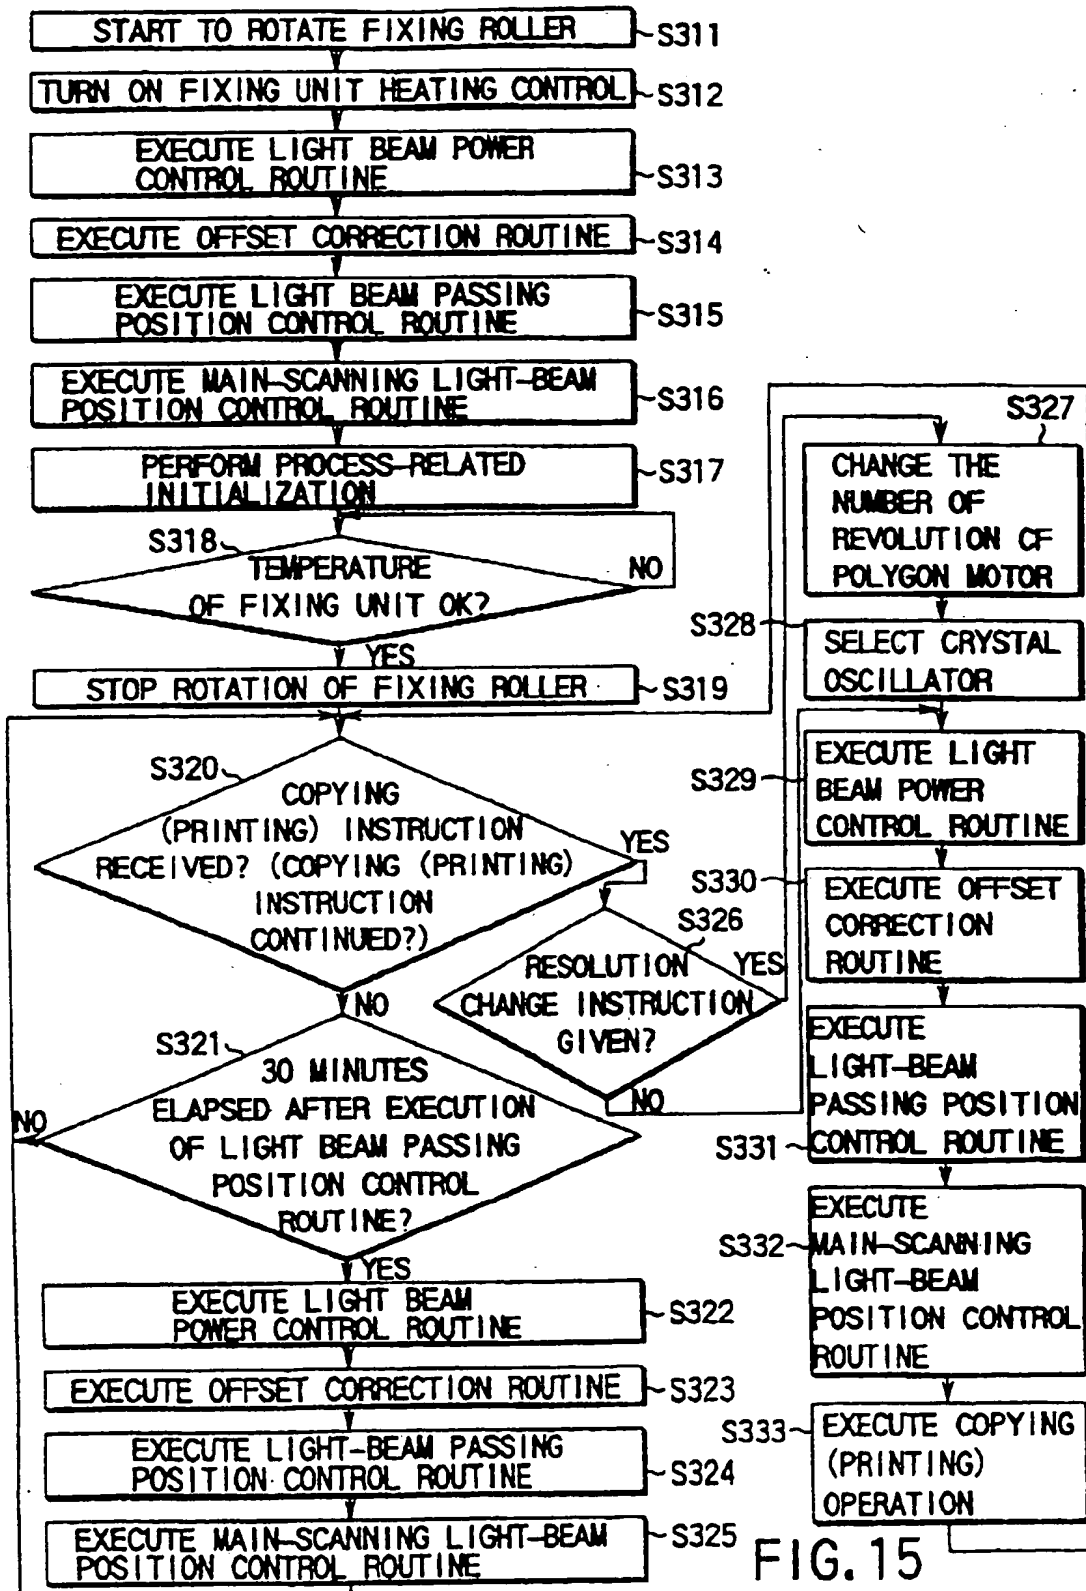 START TO ROTATE FIXING ROLLER
S311
TURN ON FIXING UNIT HEATING CONTROL
S312
EXECUTE LIGHT BEAM POWER
CONTROL ROUTINE
S313
EXECUTE OFFSET CORRECTION ROUTINE
S314
EXECUTE LIGHT BEAM PASSING
POSITION CONTROL ROUTINE
S315
EXECUTE MAIN-SCANNING LIGHT-BEAM
POSITION CONTROL ROUTINE
S316
PERFORM PROCESS-RELATED
INITIALIZATION
S317
S318
TEMPERATURE
OF FIXING UNIT OK?
NO
YES
STOP ROTATION OF FIXING ROLLER
S319
S320
COPYING
(PRINTING) INSTRUCTION
RECEIVED? (COPYING (PRINTING)
INSTRUCTION
CONTINUED?)
YES
NO
S326
RESOLUTION
CHANGE INSTRUCTION
GIVEN?
YES
NO
S321
30 MINUTES
ELAPSED AFTER EXECUTION
OF LIGHT BEAM PASSING
POSITION CONTROL
ROUTINE?
NO
YES
EXECUTE LIGHT BEAM
POWER CONTROL ROUTINE
S322
EXECUTE OFFSET CORRECTION ROUTINE
S323
EXECUTE LIGHT-BEAM PASSING
POSITION CONTROL ROUTINE
S324
EXECUTE MAIN-SCANNING LIGHT-BEAM
POSITION CONTROL ROUTINE
S325
S327
CHANGE THE
NUMBER OF
REVOLUTION CF
POLYGON MOTOR
S328
SELECT CRYSTAL
OSCILLATOR
S329
EXECUTE LIGHT
BEAM POWER
CONTROL ROUTINE
S330
EXECUTE OFFSET
CORRECTION
ROUTINE
EXECUTE
LIGHT-BEAM
PASSING POSITION
CONTROL ROUTINE
S331
EXECUTE
MAIN-SCANNING
LIGHT-BEAM
POSITION CONTROL
ROUTINE
S332
S333
EXECUTE COPYING
(PRINTING)
OPERATION
FIG. 15